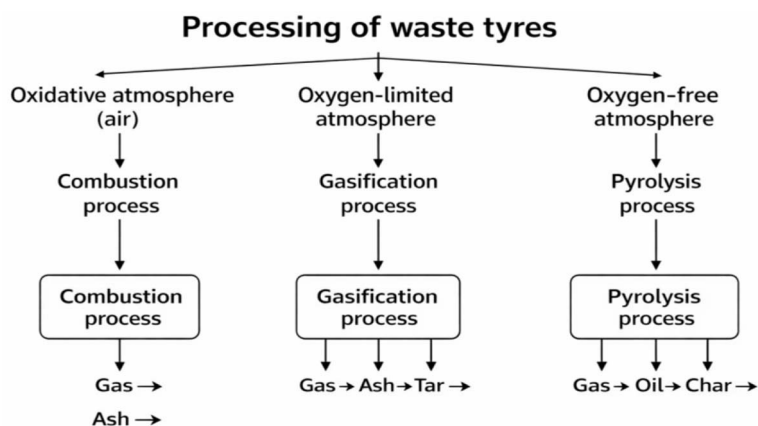 Processing of waste tyres
Oxidative atmosphere
(air)
Combustion
process
Combustion
process
Gas →
Ash →
Oxygen-limited
atmosphere
Gasification
process
Gasification
process
Gas → Ash → Tar →
Oxygen-free
atmosphere
Pyrolysis
process
Pyrolysis
process
Gas → Oil → Char →